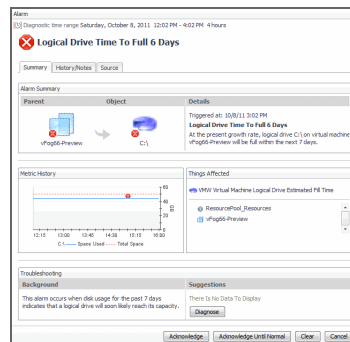 Alarm
Diagnostic time range Saturday, October 8, 2011 12:02 PM - 4:02 PM 4 hours
Logical Drive Time To Full 6 Days
Summary History/Notes Source
Alarm Summary
Parent Object Details
vFog66-Preview
C:\
Triggered at: 10/8/11 3:02 PM
Logical Drive Time To Full 6 Days
At the present growth rate, logical drive C:\ on virtual machine
vFog66-Preview will be full within the next 7 days.
Metric History
60
40
20
0
GB
12:15 13:00 13:45 14:30 15:15 16:00
C:\ Space Used Total Space
Things Affected
VMW Virtual Machine Logical Drive Estimated Fill Time
ResourcePool_Resources
vFog66-Preview
Troubleshooting
Background
This alarm occurs when disk usage for the past 7 days
indicates that a logical drive will soon likely reach its capacity.
Suggestions
There Is No Data To Display
Diagnose
Acknowledge Acknowledge Until Normal Clear Cancel